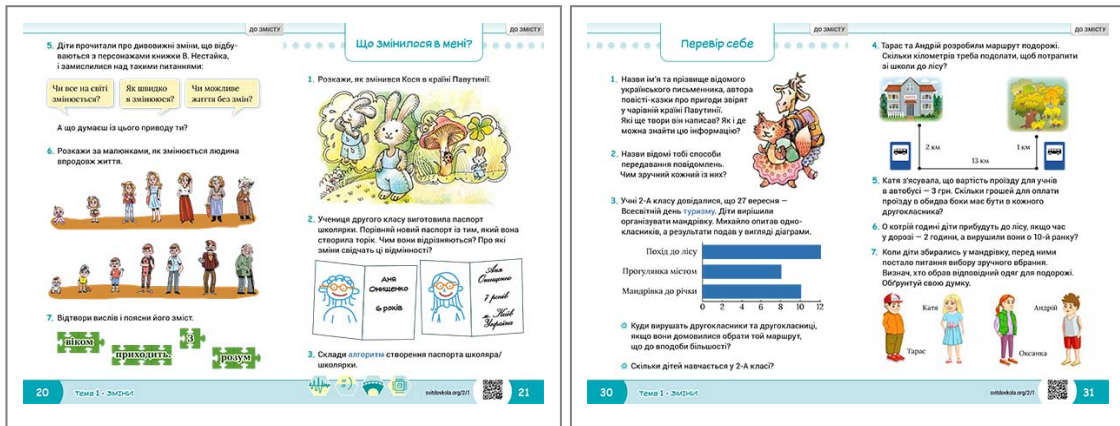 ДО ЗМІСТУ
5. Діти прочитали про дивовижні зміни, що відбу-
ваються з персонажами книжки В. Нестайка,
і замислилися над такими питаннями:
Чи все на світі
змінюється?
Як швидко
я змінююся?
Чи можливе
життя без змін?
А що думаєш із цього приводу ти?
6. Розкажи за малюнками, як змінюється людина
впродовж життя.
7. Відтвори вислів і поясни його зміст.
віком
приходить.
З
розум
20
Тема 1 · ЗМІНИ
ДО ЗМІСТУ
Що змінилося в мені?
1. Розкажи, як змінився Кося в країні Павутинії.
2. Учениця другого класу виготовила паспорт
школярки. Порівняй новий паспорт із тим, який вона
створила торік. Чим вони відрізняються? Про які
зміни свідчать ці відмінності?
Аня
Онищенко
6 років
Аня
Онищенко
7 років
м. Київ
Україна
3. Склади алгоритм створення паспорта школяра/
школярки.
svitdovkola.org/2/1
21
ДО ЗМІСТУ
Перевір себе
1. Назви ім'я та прізвище відомого
українського письменника, автора
повісті-казки про пригоди звірят
у чарівній країні Павутинії.
Які ще твори він написав? Як і де
можна знайти цю інформацію?
2. Назви відомі тобі способи
передавання повідомлень.
Чим зручний кожний із них?
3. Учні 2-А класу довідалися, що 27 вересня —
Всесвітній день туризму. Діти вирішили
організувати мандрівку. Михайло опитав одно-
класників, а результати подав у вигляді діаграми.
Похід до лісу
Прогулянка містом
Мандрівка до річки
0 2 4 6 8 10 12
Куди вирушать другокласники та другокласниці,
якщо вони домовилися обрати той маршрут,
що до вподоби більшості?
Скільки дітей навчається у 2-А класі?
30
Тема 1 · ЗМІНИ
ДО ЗМІСТУ
4. Тарас та Андрій розробили маршрут подорожі.
Скільки кілометрів треба подолати, щоб потрапити
зі школи до лісу?
2 км
1 км
13 км
5. Катя з'ясувала, що вартість проїзду для учнів
в автобусі — 3 грн. Скільки грошей для оплати
проїзду в обидва боки має бути в кожного
другокласника?
6. О котрій годині діти прибудуть до лісу, якщо час
у дорозі — 2 години, а вирушили вони о 10-й ранку?
7. Коли діти збирались у мандрівку, перед ними
постало питання вибору зручного вбрання.
Визнач, хто обрав відповідний одяг для подорожі.
Обґрунтуй свою думку.
Катя
Андрій
Тарас
Оксанка
svitdovkola.org/2/1
31